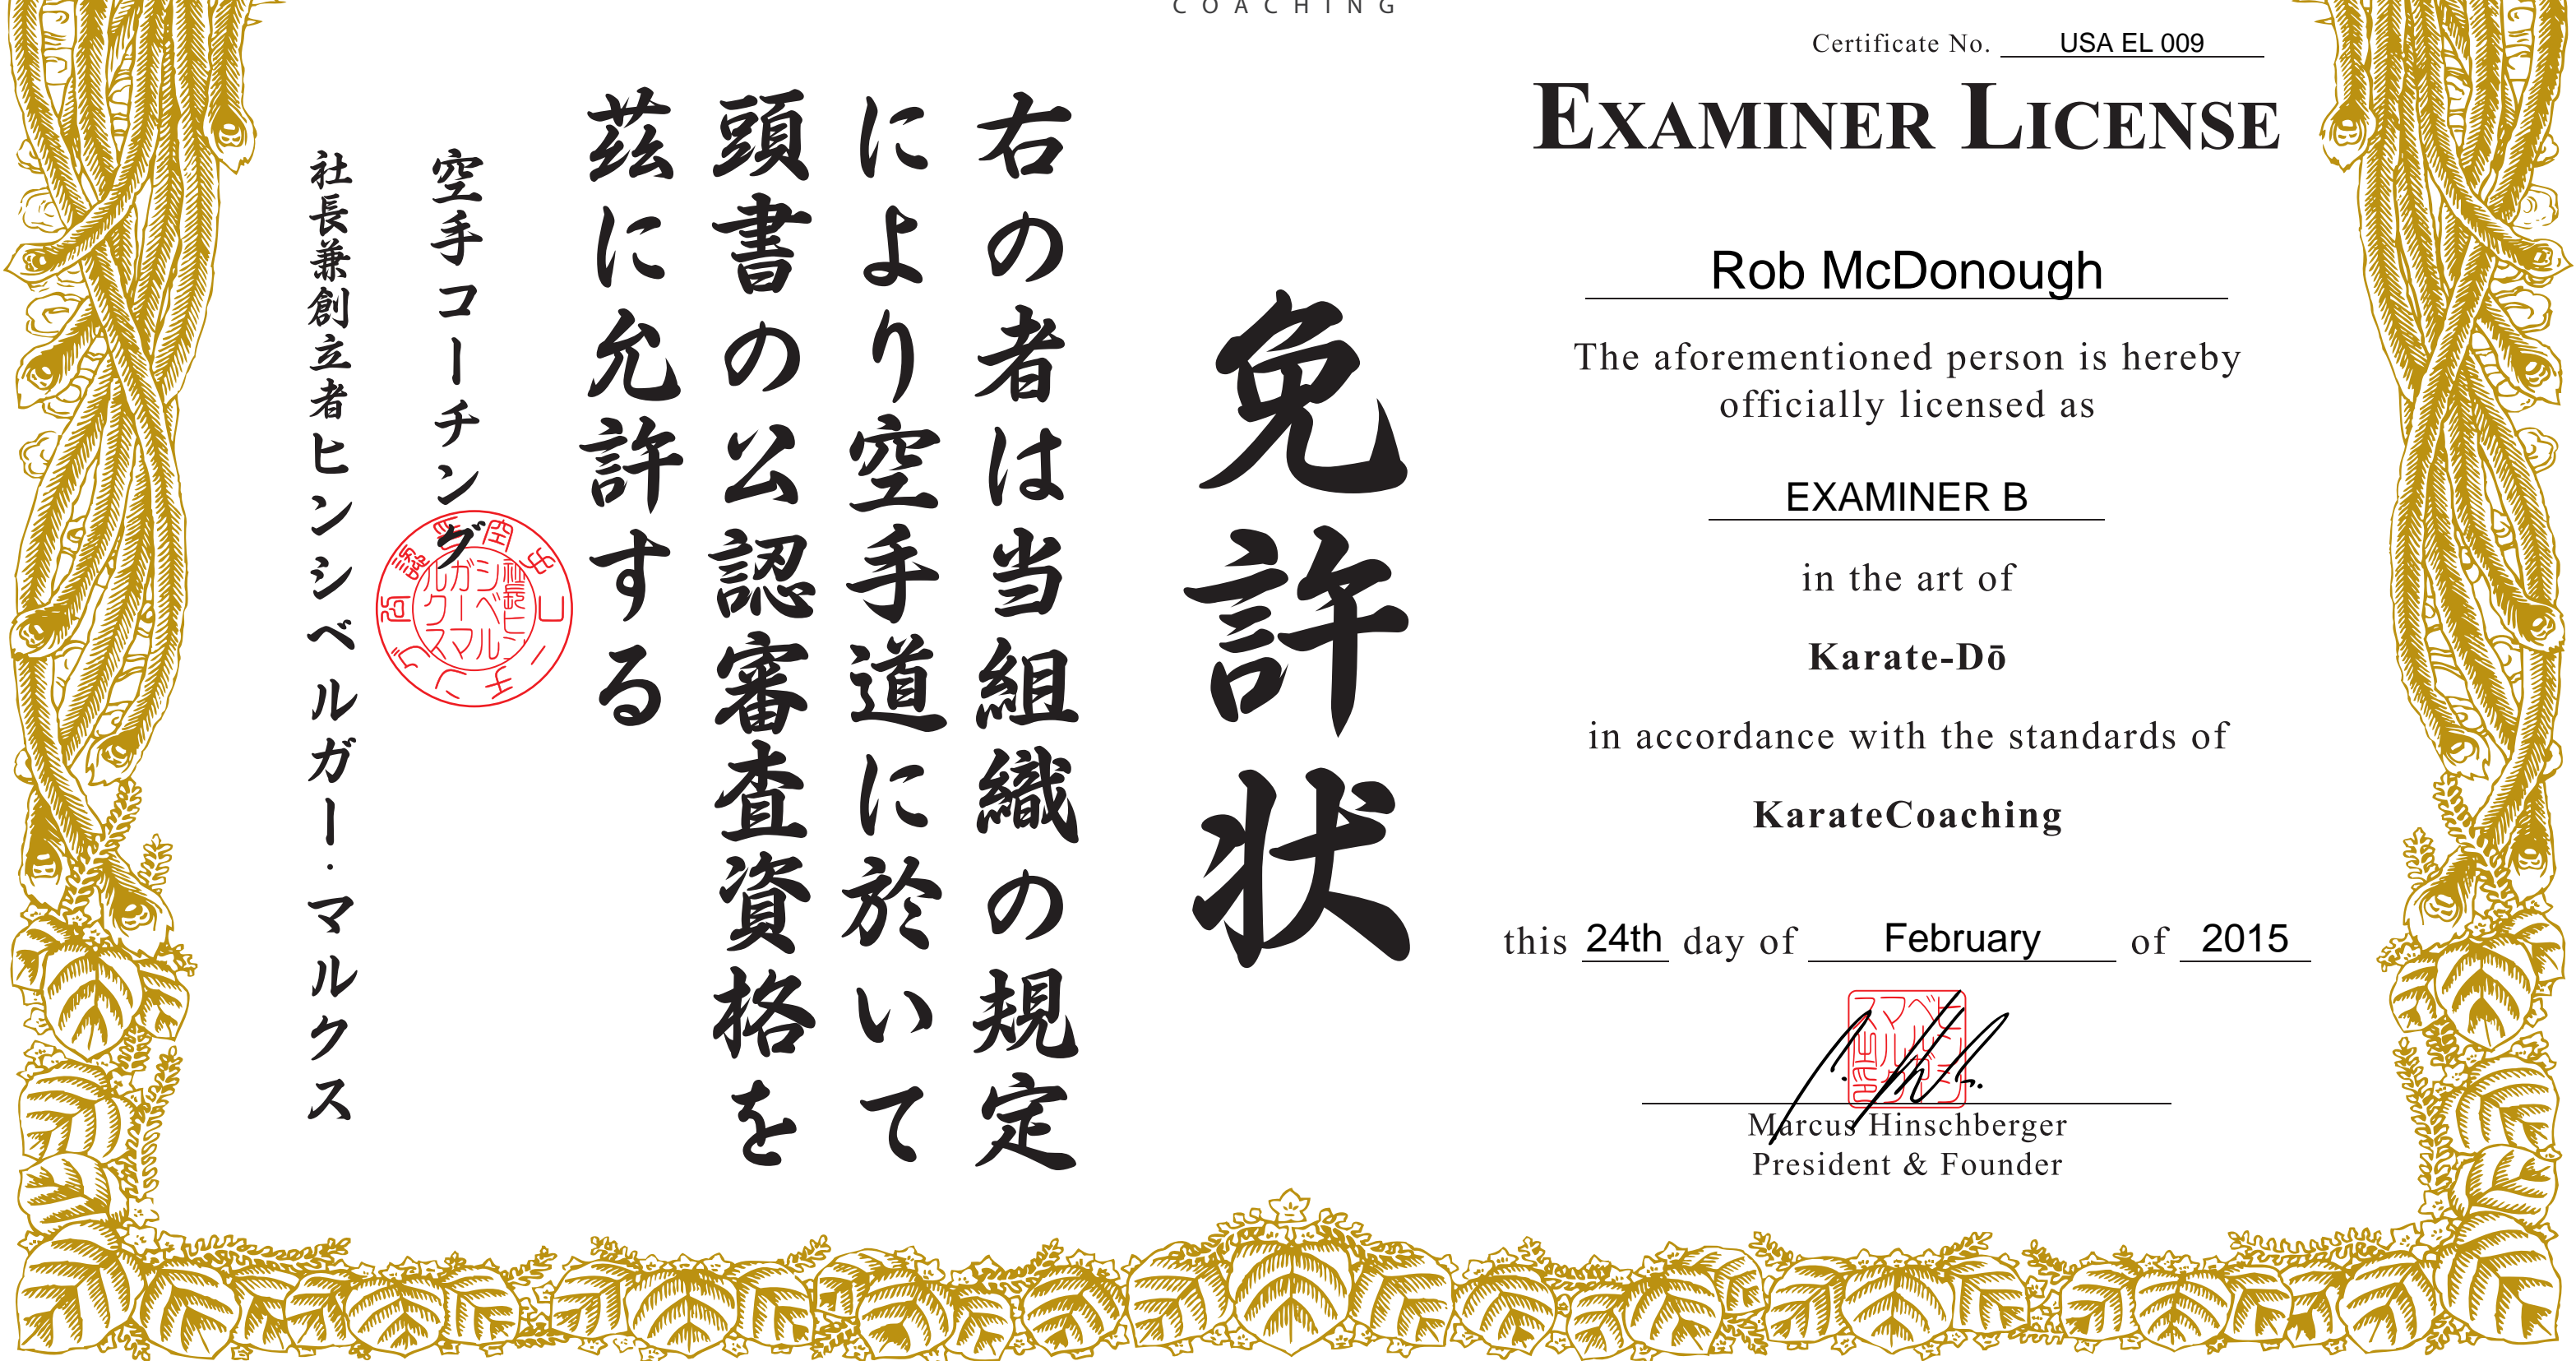 COACHING
Certificate No. USA EL 009
EXAMINER LICENSE
Rob McDonough
The aforementioned person is hereby
officially licensed as
EXAMINER B
in the art of
Karate-Dō
in accordance with the standards of
KarateCoaching
this 24th day of February of 2015
Marcus Hinschberger
President & Founder
免許状
右の者は当組織の規定
により空手道に於いて
頭書の公認審査資格を
茲に允許する
空手コーチング
社長兼創立者ヒンシベルガー・マルクス